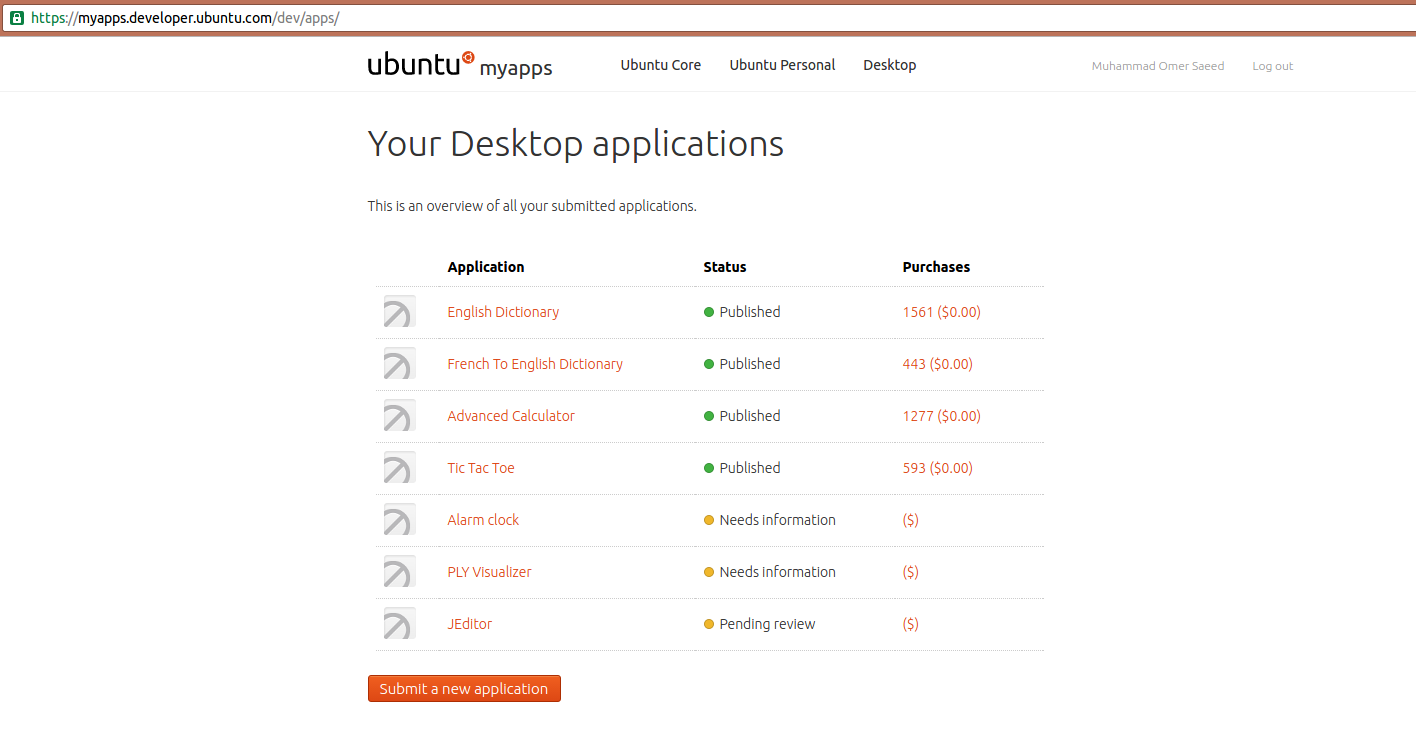 https://myapps.developer.ubuntu.com/dev/apps/
ubuntu myapps Ubuntu Core Ubuntu Personal Desktop Muhammad Omer Saeed Log out
Your Desktop applications
This is an overview of all your submitted applications.
Application Status Purchases
English Dictionary Published 1561 ($0.00)
French To English Dictionary Published 443 ($0.00)
Advanced Calculator Published 1277 ($0.00)
Tic Tac Toe Published 593 ($0.00)
Alarm clock Needs information ($)
PLY Visualizer Needs information ($)
JEditor Pending review ($)
Submit a new application